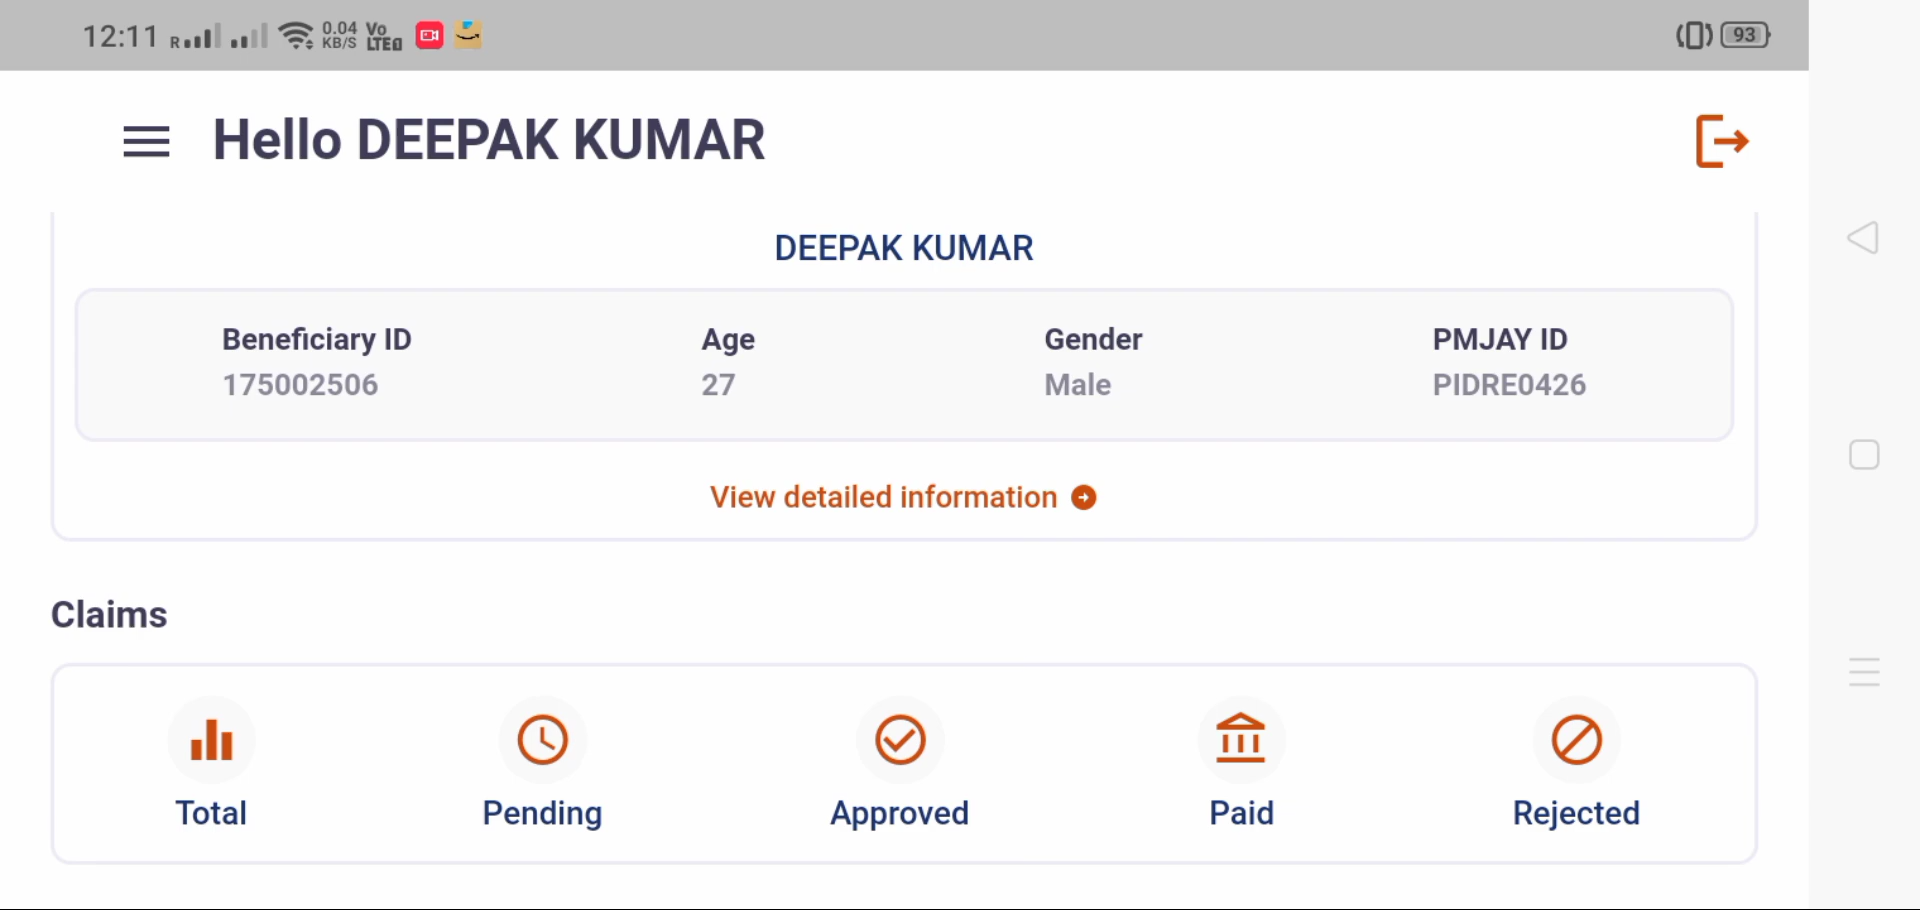 12:11 R 0.04 KB/S Vo LTE 93
Hello DEEPAK KUMAR
DEEPAK KUMAR
Beneficiary ID Age Gender PMJAY ID
175002506 27 Male PIDRE0426
View detailed information
Claims
Total Pending Approved Paid Rejected